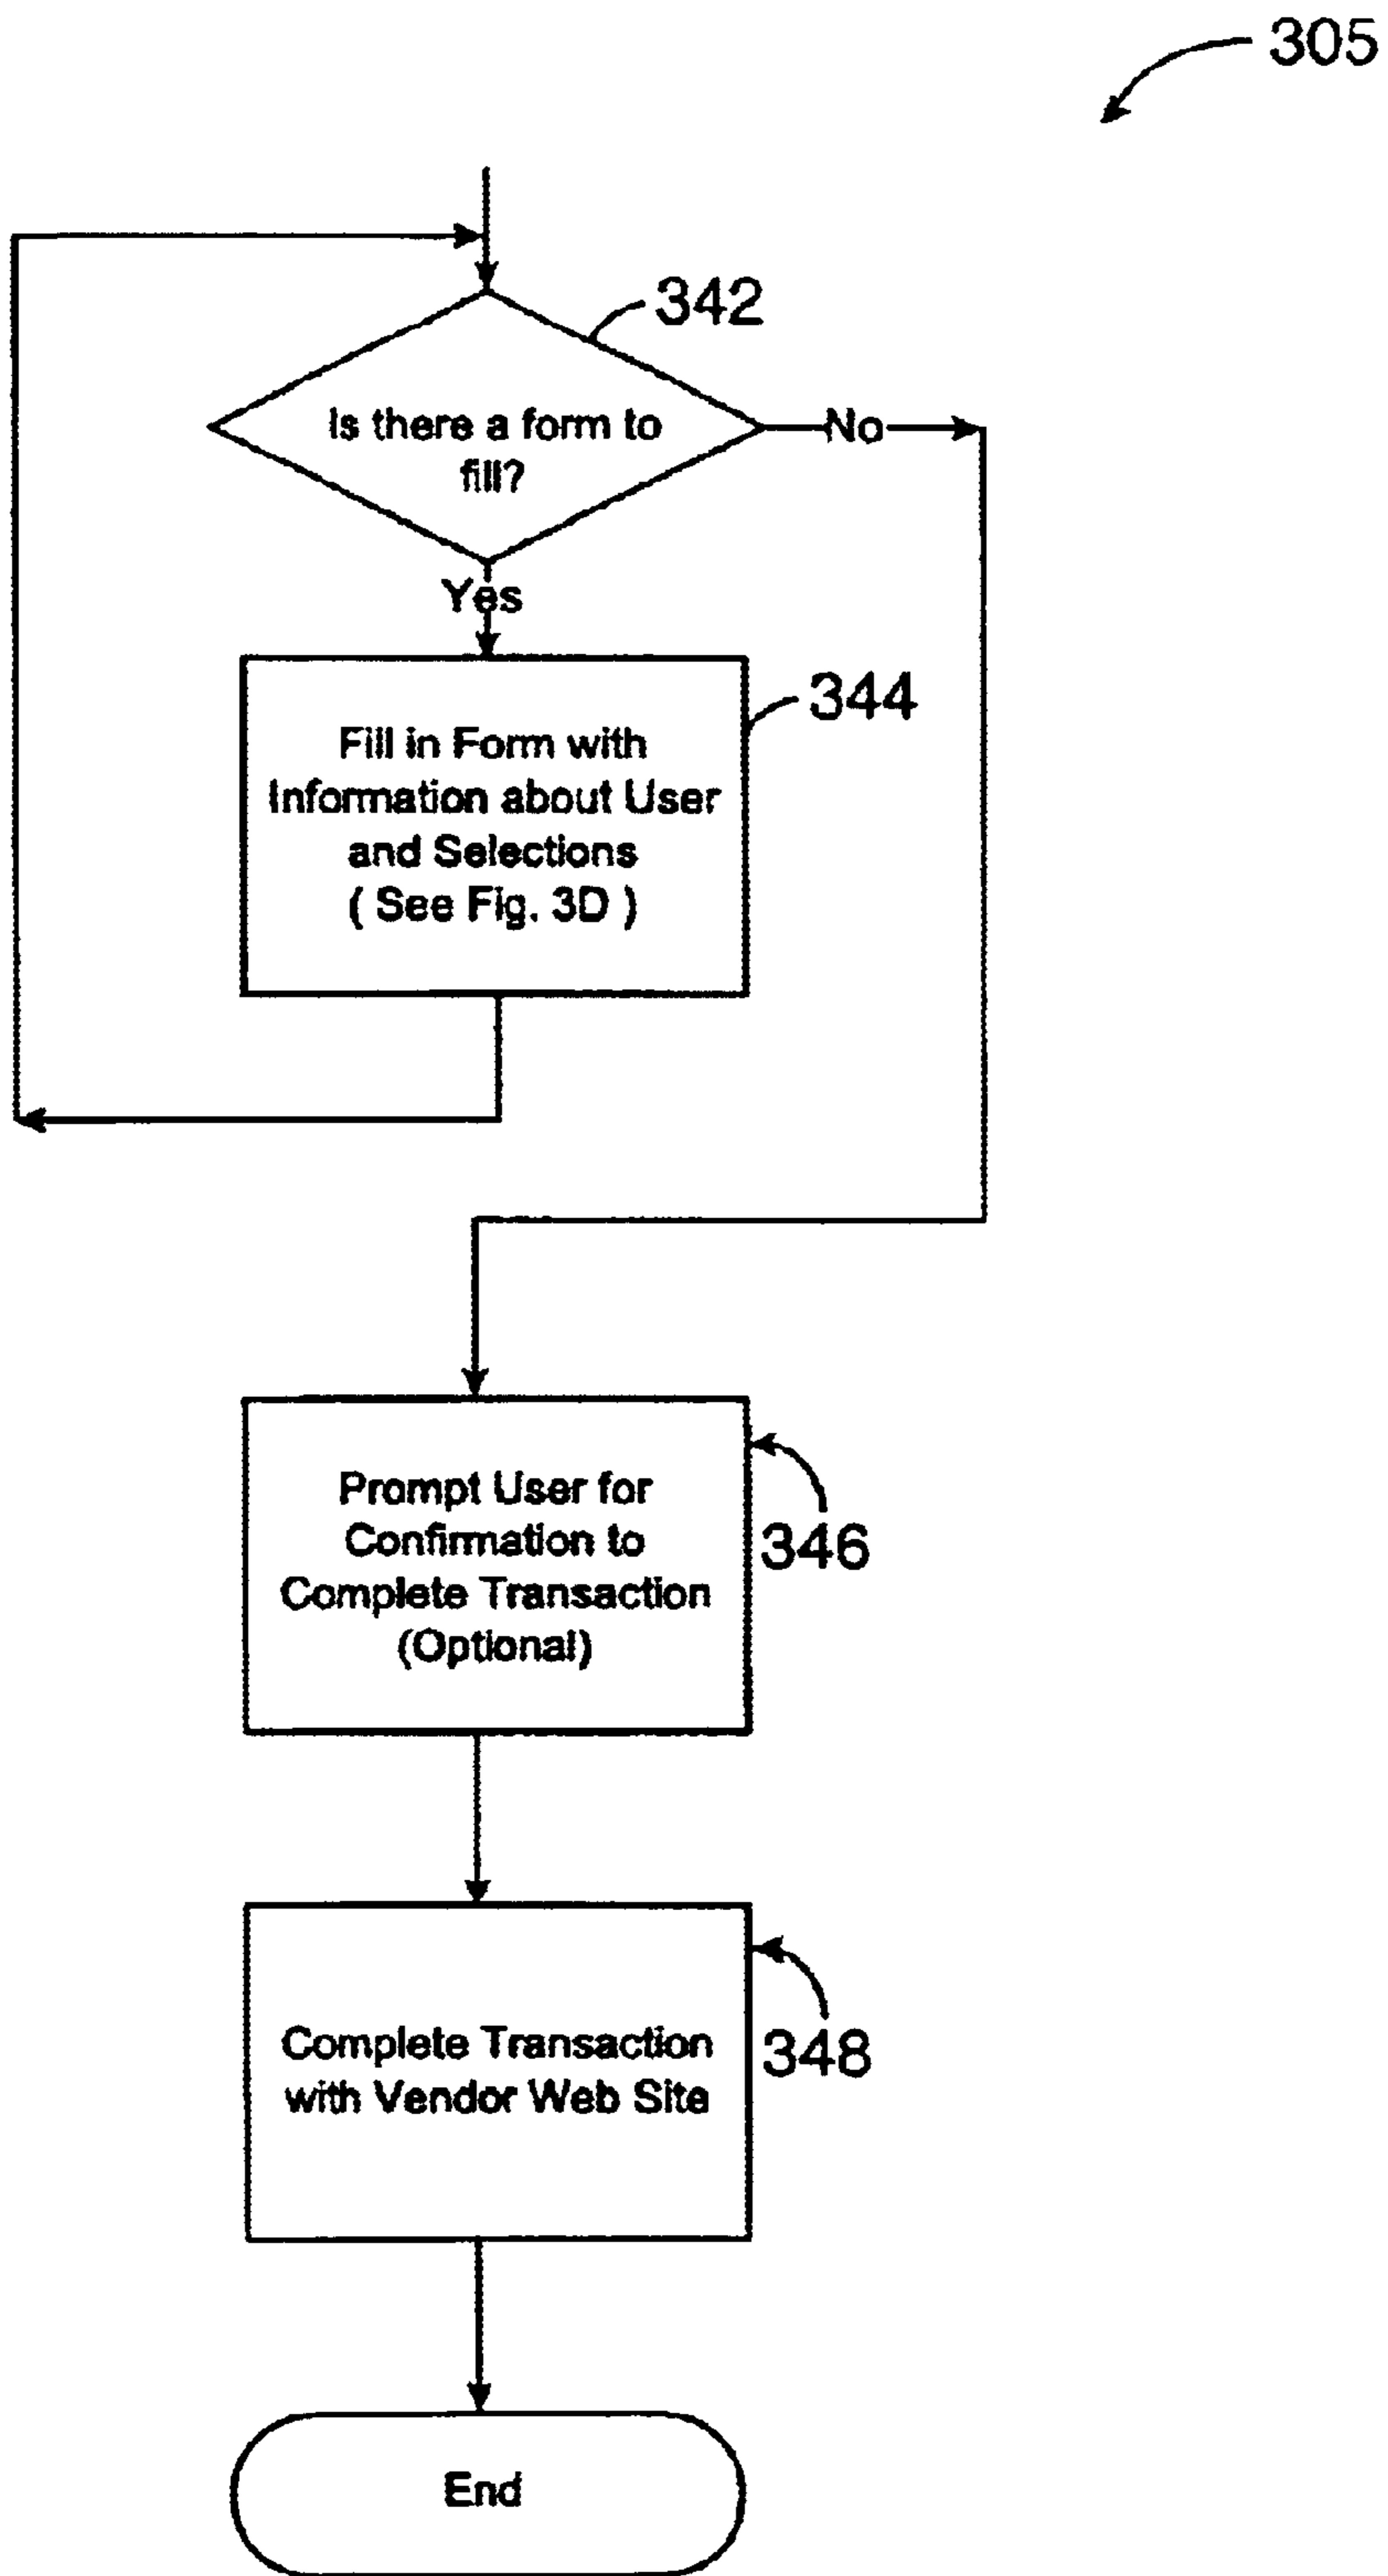 305
342
Is there a form to
fill?
No
Yes
344
Fill in Form with
Information about User
and Selections
( See Fig. 3D )
Prompt User for
Confirmation to
Complete Transaction
(Optional)
346
Complete Transaction
with Vendor Web Site
348
End